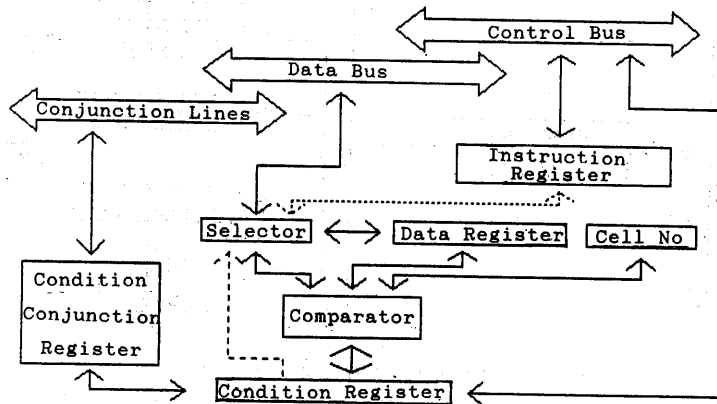 Control Bus
Data Bus
Conjunction Lines
Instruction
Register
Selector
Data Register
Cell No
Condition
Conjunction
Register
Comparator
Condition Register